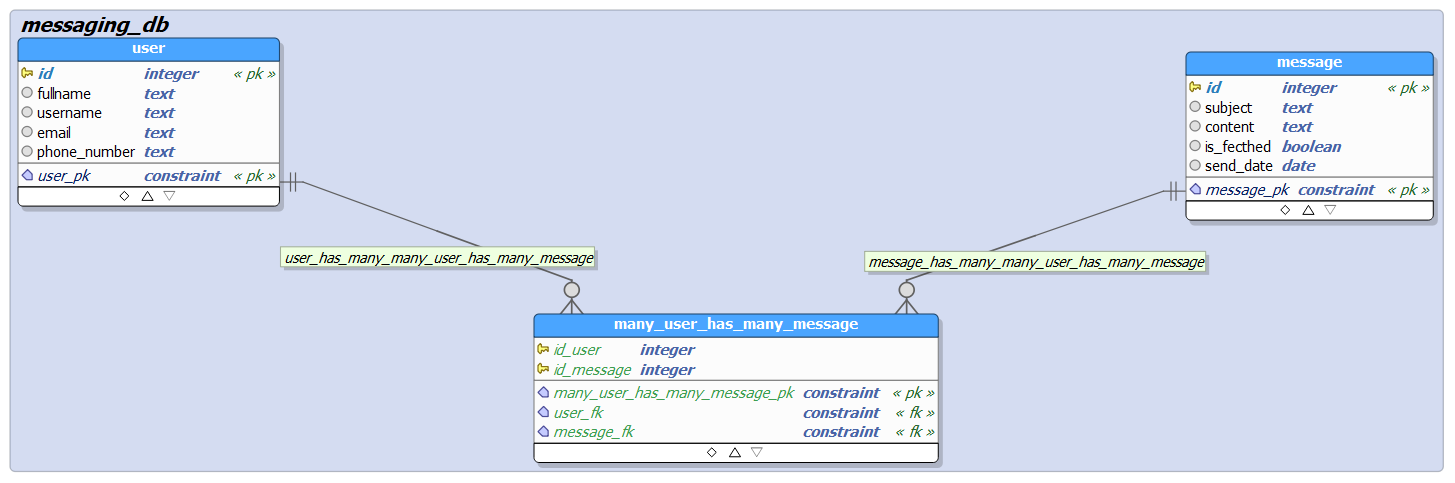 messaging_db
user
id integer « pk »
fullname text
username text
email text
phone_number text
user_pk constraint « pk »
message
id integer « pk »
subject text
content text
is_fecthed boolean
send_date date
message_pk constraint « pk »
user_has_many_many_user_has_many_message
message_has_many_many_user_has_many_message
many_user_has_many_message
id_user integer
id_message integer
many_user_has_many_message_pk constraint « pk »
user_fk constraint « fk »
message_fk constraint « fk »